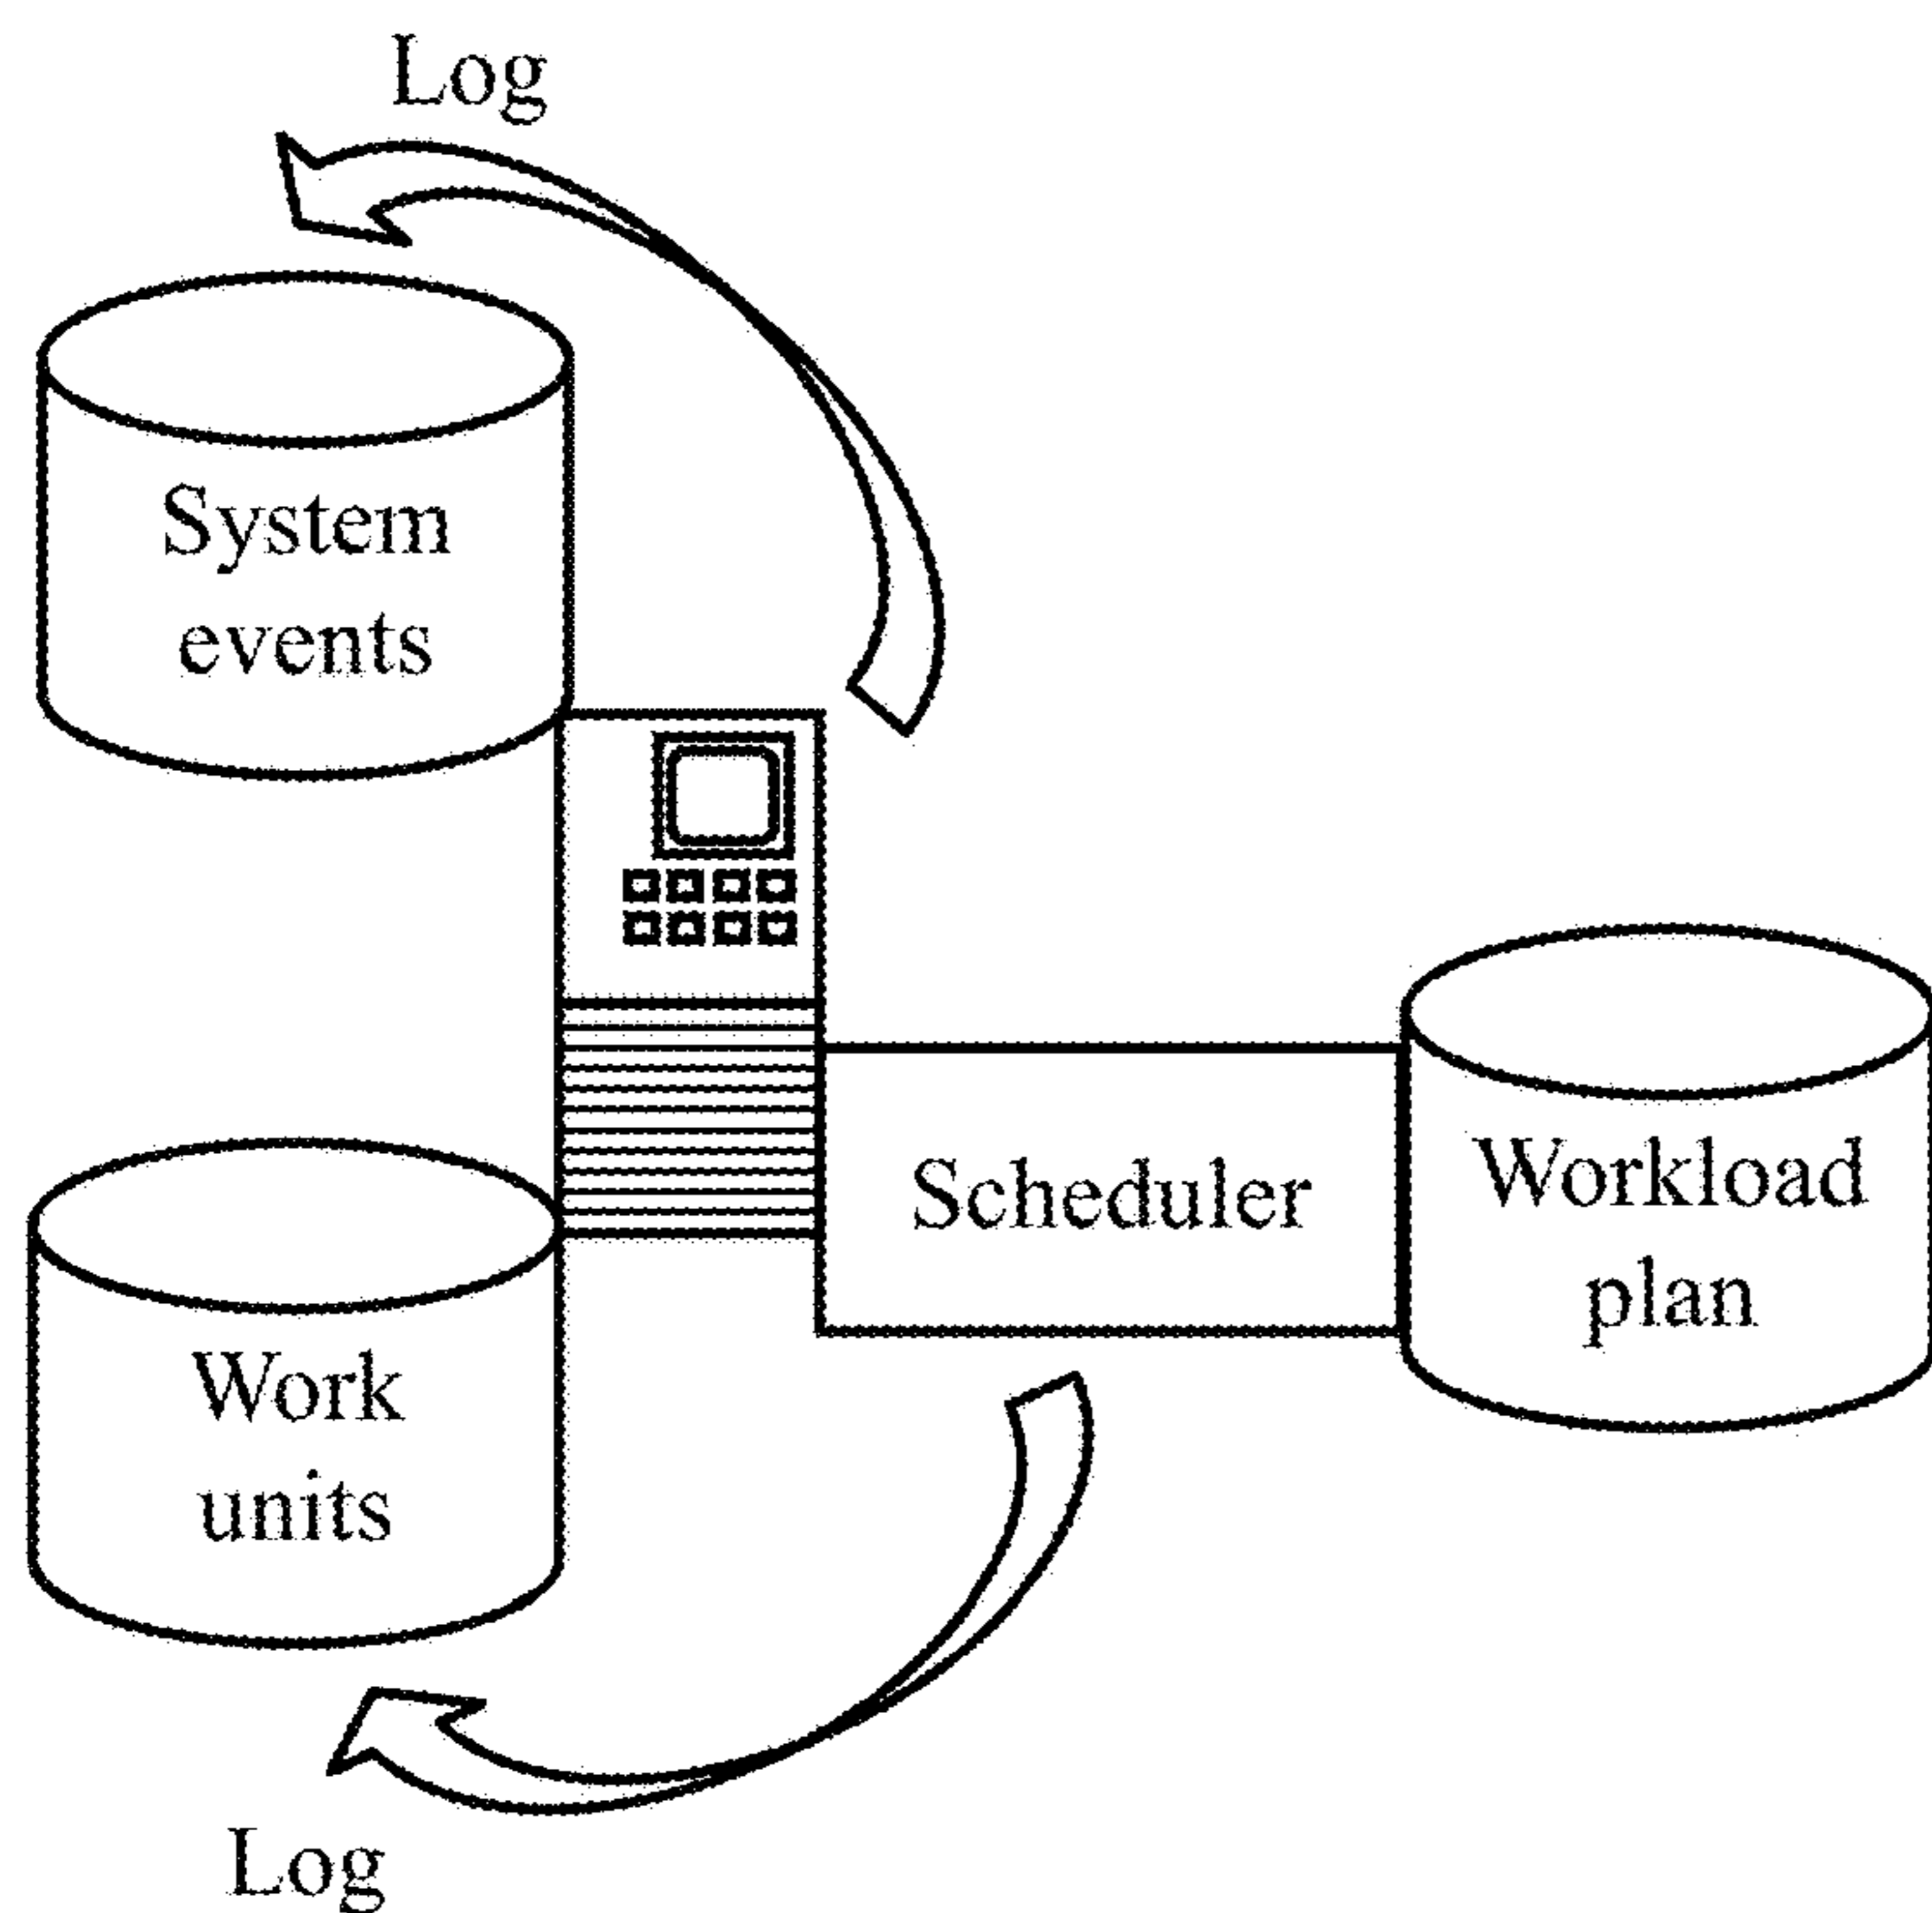 Log
System
events
Scheduler
Workload
plan
Work
units
Log